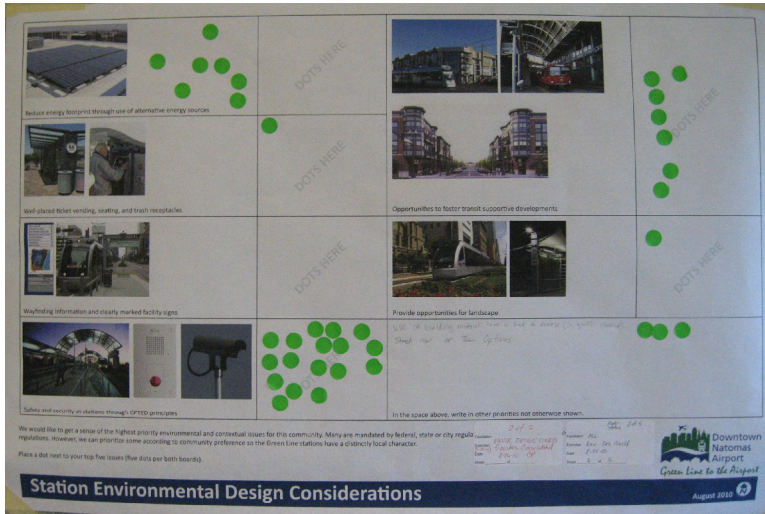 DOTS HERE
Reduce energy footprint through use of alternative energy sources
DOTS HERE
Well-placed ticket vending, seating, and trash receptacles
DOTS HERE
Wayfinding information and clearly marked facility signs
DOTS HERE
Safety and security in stations through CPTED principles
DOTS HERE
Opportunities to foster transit supportive developments
DOTS HERE
Provide opportunities for landscape
In the space above, write in other priorities not otherwise shown.
We would like to get a sense of the highest priority environmental and contextual issues for this community. Many are mandated by federal, state or city
regulations. However, we can prioritize some according to community preference so the Green Line stations have a distinctly local character.
Place a dot next to your top five issues (five dots per both boards).
2 of 5
Downtown
Natomas
Airport
Green Line to the Airport
Station Environmental Design Considerations
August 2010